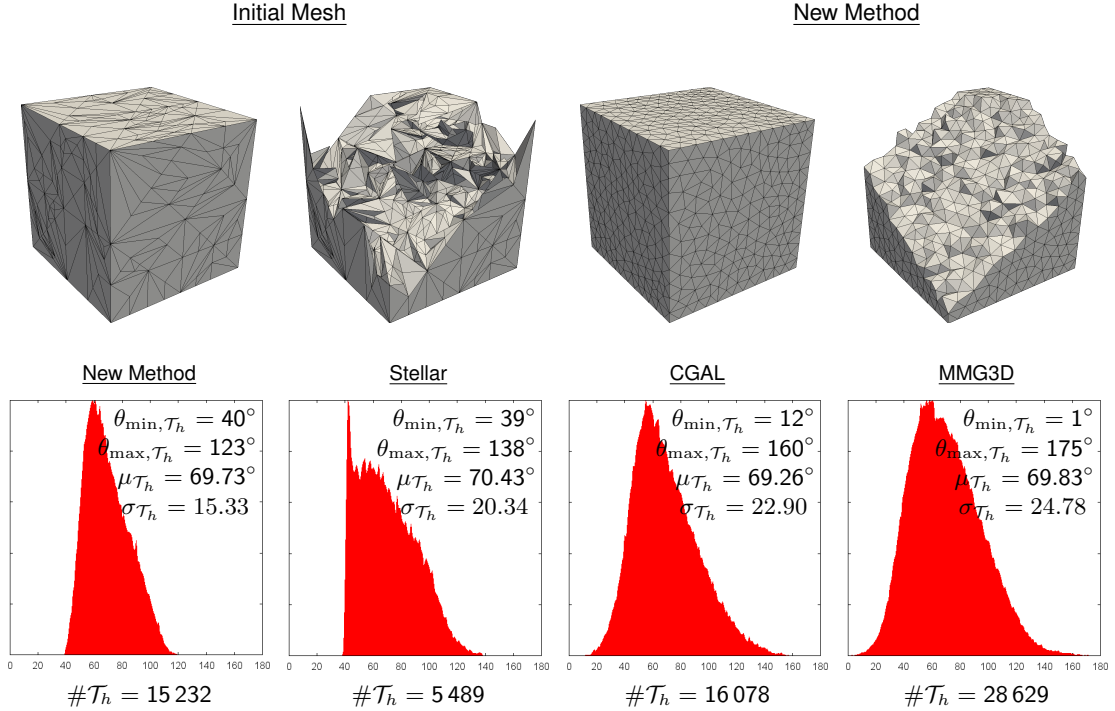 Initial Mesh
New Method
New Method
θmin,𝒯h = 40°
θmax,𝒯h = 123°
μ𝒯h = 69.73°
σ𝒯h = 15.33
0 20 40 60 80 100 120 140 160 180
#𝒯h = 15 232
Stellar
θmin,𝒯h = 39°
θmax,𝒯h = 138°
μ𝒯h = 70.43°
σ𝒯h = 20.34
0 20 40 60 80 100 120 140 160 180
#𝒯h = 5 489
CGAL
θmin,𝒯h = 12°
θmax,𝒯h = 160°
μ𝒯h = 69.26°
σ𝒯h = 22.90
0 20 40 60 80 100 120 140 160 180
#𝒯h = 16 078
MMG3D
θmin,𝒯h = 1°
θmax,𝒯h = 175°
μ𝒯h = 69.83°
σ𝒯h = 24.78
0 20 40 60 80 100 120 140 160 180
#𝒯h = 28 629